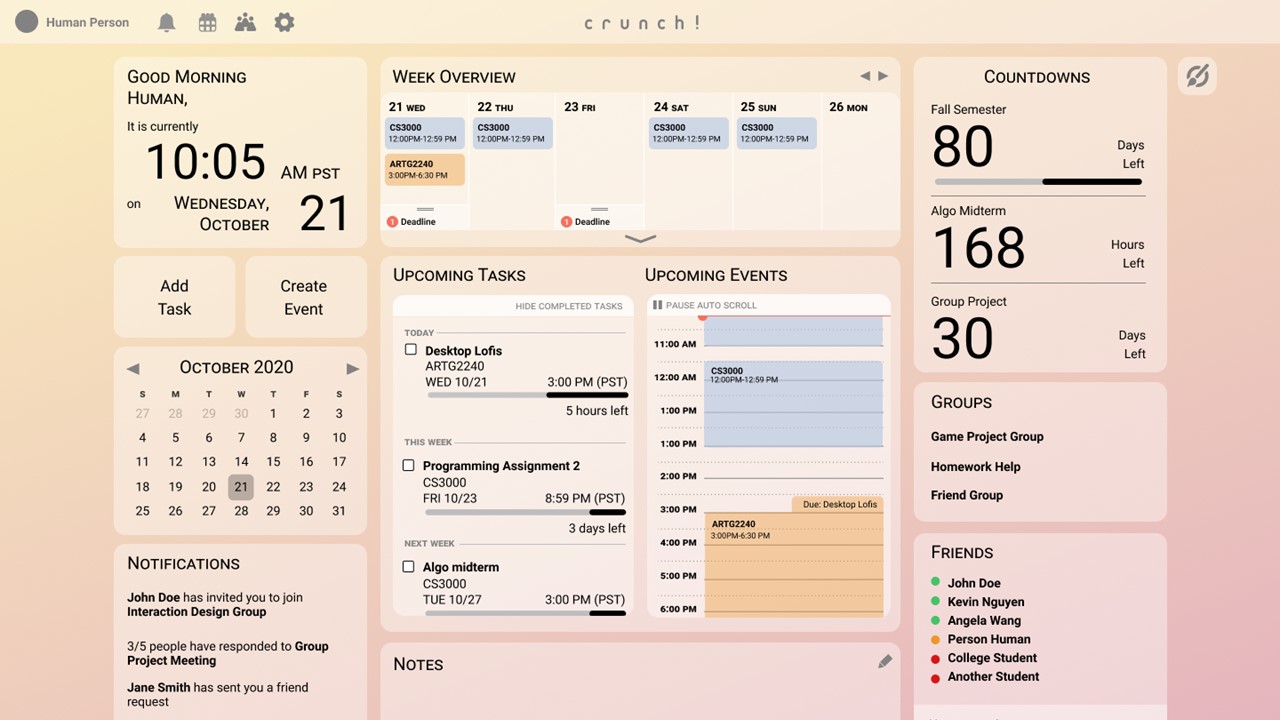 Human Person
crunch!
Good Morning
Human,
It is currently
10:05 AM PST
on Wednesday, October 21
Add
Task
Create
Event
October 2020
S M T W T F S
27 28 29 30 1 2 3
4 5 6 7 8 9 10
11 12 13 14 15 16 17
18 19 20 21 22 23 24
25 26 27 28 29 30 31
Notifications
John Doe has invited you to join
Interaction Design Group
3/5 people have responded to Group
Project Meeting
Jane Smith has sent you a friend
request
Week Overview
21 WED 22 THU 23 FRI 24 SAT 25 SUN 26 MON
CS3000 CS3000 CS3000 CS3000
12:00PM-12:59 PM 12:00PM-12:59 PM 12:00PM-12:59 PM 12:00PM-12:59 PM
ARTG2240
3:00PM-6:30 PM
1 Deadline 1 Deadline
Upcoming Tasks
HIDE COMPLETED TASKS
TODAY
Desktop Lofis
ARTG2240
WED 10/21 3:00 PM (PST)
5 hours left
THIS WEEK
Programming Assignment 2
CS3000
FRI 10/23 8:59 PM (PST)
3 days left
NEXT WEEK
Algo midterm
CS3000
TUE 10/27 3:00 PM (PST)
Upcoming Events
PAUSE AUTO SCROLL
11:00 AM
CS3000
12:00 AM 12:00PM-12:59 PM
1:00 PM
1:00 PM
2:00 PM
Due: Desktop Lofis
3:00 PM
ARTG2240
3:00PM-6:30 PM
4:00 PM
5:00 PM
6:00 PM
Notes
Countdowns
Fall Semester
80 Days Left
Algo Midterm
168 Hours Left
Group Project
30 Days Left
Groups
Game Project Group
Homework Help
Friend Group
Friends
John Doe
Kevin Nguyen
Angela Wang
Person Human
College Student
Another Student